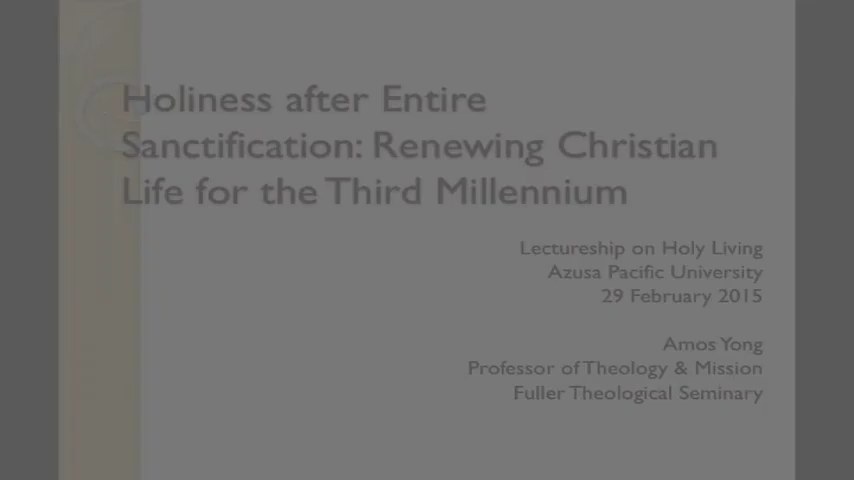 Holiness after Entire
Sanctification: Renewing Christian
Life for the Third Millennium
Lectureship on Holy Living
Azusa Pacific University
29 February 2015
Amos Yong
Professor of Theology & Mission
Fuller Theological Seminary